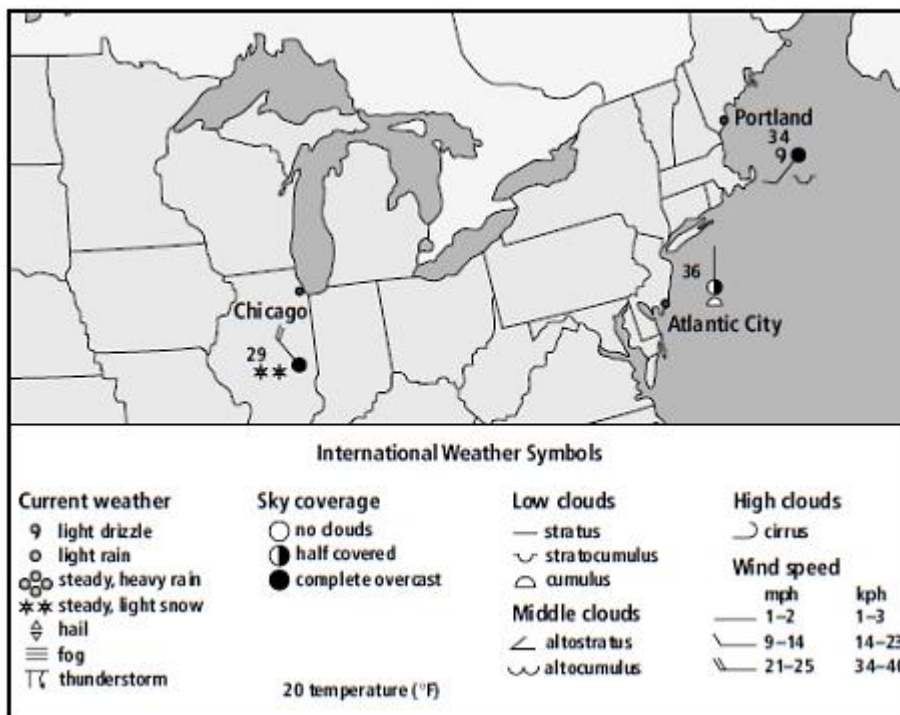 Portland
34
36
Chicago
Atlantic City
29
International Weather Symbols
Current weather
light drizzle
light rain
steady, heavy rain
steady, light snow
hail
fog
thunderstorm
Sky coverage
no clouds
half covered
complete overcast
20 temperature (°F)
Low clouds
stratus
stratocumulus
cumulus
Middle clouds
altostratus
altocumulus
High clouds
cirrus
Wind speed
mph kph
1–2 1–3
9–14 14–23
21–25 34–40